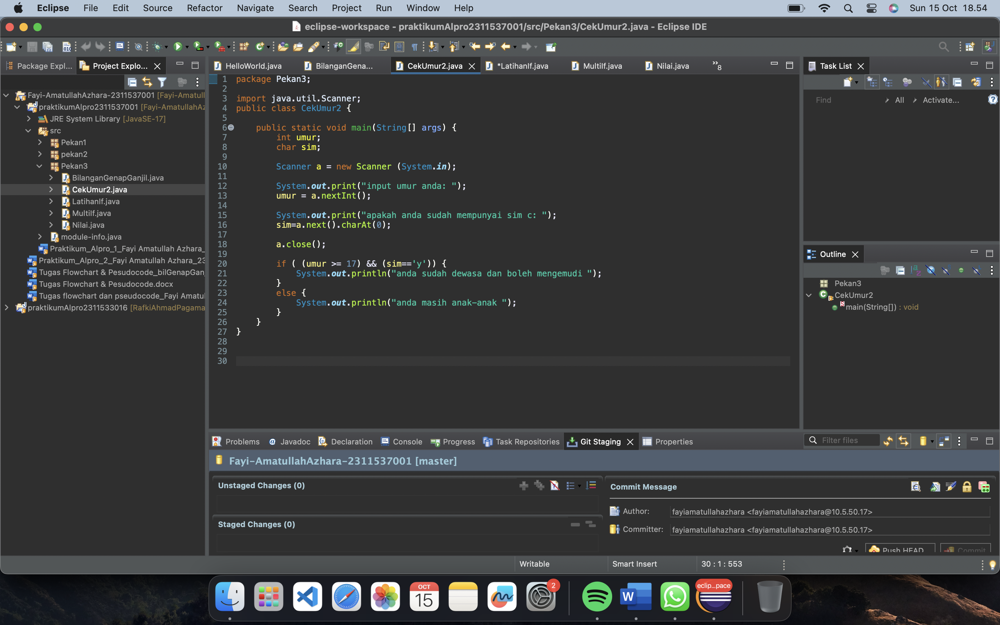 Eclipse File Edit Source Refactor Navigate Search Project Run Window Help Sun 15 Oct 18.54
eclipse-workspace - praktikumAlpro2311537001/src/Pekan3/CekUmur2.java - Eclipse IDE
Package Expl... Project Explo...
Fayi-AmatullahAzhara-2311537001 [Fayi-Amatull
praktikumAlpro2311537001 [Fayi-AmatullahAz
JRE System Library [JavaSE-17]
src
Pekan1
pekan2
Pekan3
BilanganGenapGanjil.java
CekUmur2.java
LatihanIf.java
MultiIf.java
Nilai.java
module-info.java
Praktikum_Alpro_1_Fayi Amatullah Azhara_
Praktikum_Alpro_2_Fayi Amatullah Azhara_23
Tugas Flowchart & Pesudocode_bilGenapGan
Tugas Flowchart & Pesudocode.docx
Tugas flowchart dan pseudocode_Fayi Amatul
praktikumAlpro2311533016 [RafkiAhmadPagama
HelloWorld.java BilanganGena... CekUmur2.java *LatihanIf.java MultiIf.java Nilai.java »8
1 package Pekan3;
2
3 import java.util.Scanner;
4 public class CekUmur2 {
5
6 public static void main(String[] args) {
7 int umur;
8 char sim;
9
10 Scanner a = new Scanner (System.in);
11
12 System.out.print("input umur anda: ");
13 umur = a.nextInt();
14
15 System.out.print("apakah anda sudah mempunyai sim c: ");
16 sim=a.next().charAt(0);
17
18 a.close();
19
20 if ( (umur >= 17) && (sim=='y')) {
21 System.out.println("anda sudah dewasa dan boleh mengemudi ");
22 }
23 else {
24 System.out.println("anda masih anak-anak ");
25 }
26 }
27 }
28
29
30
Task List
Find All Activate...
Outline
Pekan3
CekUmur2
main(String[]) : void
Problems Javadoc Declaration Console Progress Task Repositories Git Staging Properties
Filter files
Fayi-AmatullahAzhara-2311537001 [master]
Unstaged Changes (0)
Staged Changes (0)
Commit Message
Author: fayiamatullahazhara <fayiamatullahazhara@10.5.50.17>
Committer: fayiamatullahazhara <fayiamatullahazhara@10.5.50.17>
Push HEAD Commit
Writable Smart Insert 30 : 1 : 553
OCT
15
2
W
eclip...pace